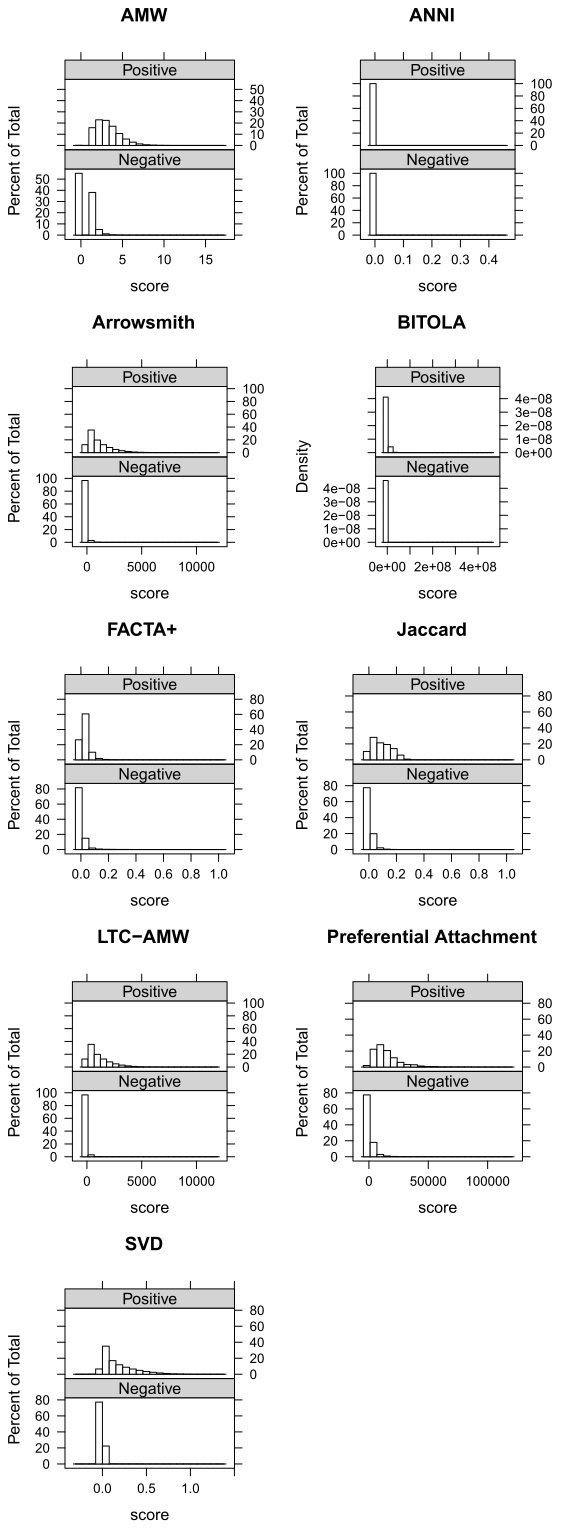 AMW
Positive
50
40
30
20
10
0
Percent of Total
Negative
50
40
30
20
10
0
0 5 10 15
score
ANNI
Positive
100
80
60
40
20
0
Percent of Total
Negative
100
80
60
40
20
0
0.0 0.1 0.2 0.3 0.4
score
Arrowsmith
Positive
100
80
60
40
20
0
Percent of Total
Negative
100
80
60
40
20
0
0 5000 10000
score
BITOLA
Positive
4e−08
3e−08
2e−08
1e−08
0e+00
Density
Negative
4e−08
3e−08
2e−08
1e−08
0e+00
0e+00 2e+08 4e+08
score
FACTA+
Positive
80
60
40
20
0
Percent of Total
Negative
80
60
40
20
0
0.0 0.2 0.4 0.6 0.8 1.0
score
Jaccard
Positive
80
60
40
20
0
Percent of Total
Negative
80
60
40
20
0
0.0 0.2 0.4 0.6 0.8 1.0
score
LTC−AMW
Positive
100
80
60
40
20
0
Percent of Total
Negative
100
80
60
40
20
0
0 5000 10000
score
Preferential Attachment
Positive
80
60
40
20
0
Percent of Total
Negative
80
60
40
20
0
0 50000 100000
score
SVD
Positive
80
60
40
20
0
Percent of Total
Negative
80
60
40
20
0
0.0 0.5 1.0
score